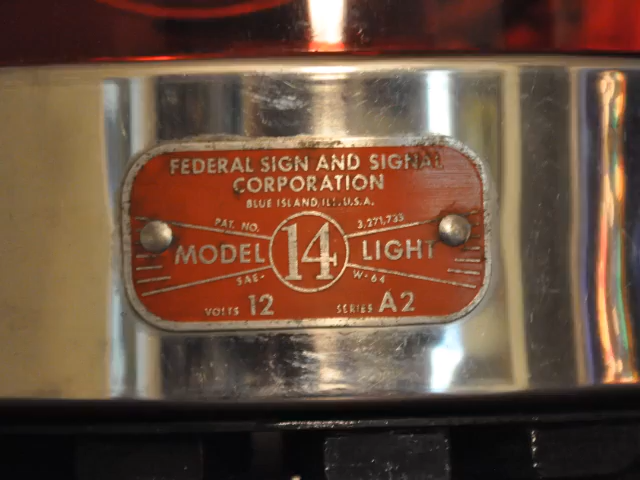 FEDERAL SIGN AND SIGNAL
CORPORATION
BLUE ISLAND, ILL. U.S.A.
PAT. NO. 3,271,735
MODEL 14 LIGHT
SAE- W-64
VOLTS 12 SERIES A2